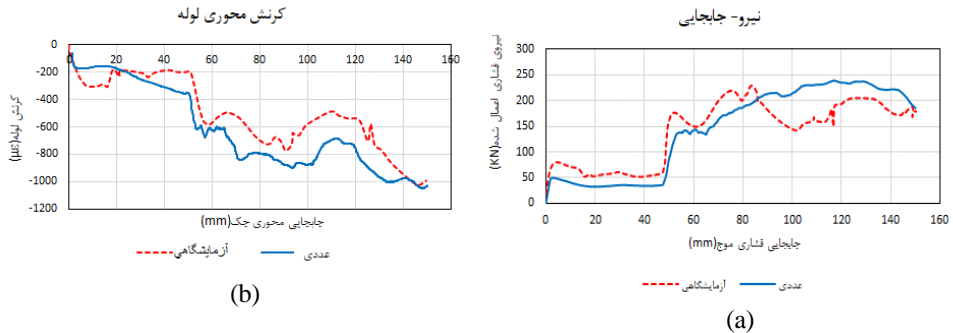 کرنش محوری لوله
0
-200
-400
-600
-800
-1000
-1200
0 20 40 60 80 100 120 140 160
کرنش لوله(με)
جابجایی محوری جک(mm)
آزمایشگاهی
عددی
(b)
نیرو- جابجایی
300
250
200
150
100
50
0
0 20 40 60 80 100 120 140 160
نیروی فشاری اعمال شده(KN)
جابجایی فشاری موج(mm)
آزمایشگاهی
عددی
(a)